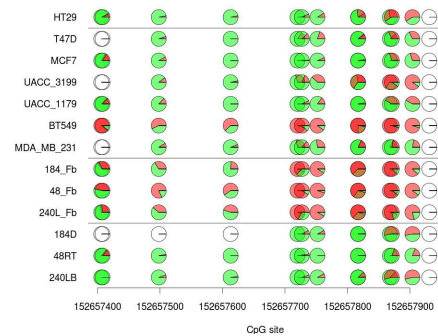 HT29
T47D
MCF7
UACC_3199
UACC_1179
BT549
MDA_MB_231
184_Fb
48_Fb
240L_Fb
184D
48RT
240LB
152657400 152657500 152657600 152657700 152657800 152657900
CpG site